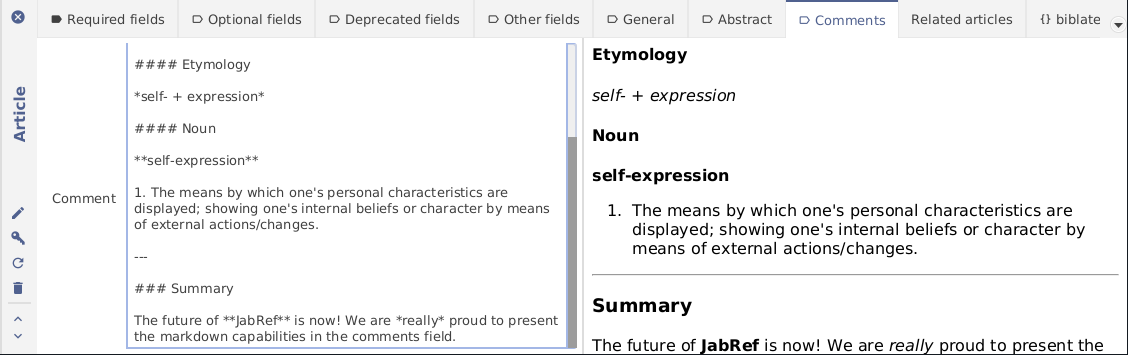 Required fields
Optional fields
Deprecated fields
Other fields
General
Abstract
Comments
Related articles
{} biblate
Article
Comment
#### Etymology
*self- + expression*
#### Noun
**self-expression**
1. The means by which one's personal characteristics are
displayed; showing one's internal beliefs or character by means
of external actions/changes.
---
### Summary
The future of **JabRef** is now! We are *really* proud to present
the markdown capabilities in the comments field.
Etymology
self- + expression
Noun
self-expression
1. The means by which one's personal characteristics are
displayed; showing one's internal beliefs or character by
means of external actions/changes.
Summary
The future of JabRef is now! We are really proud to present the